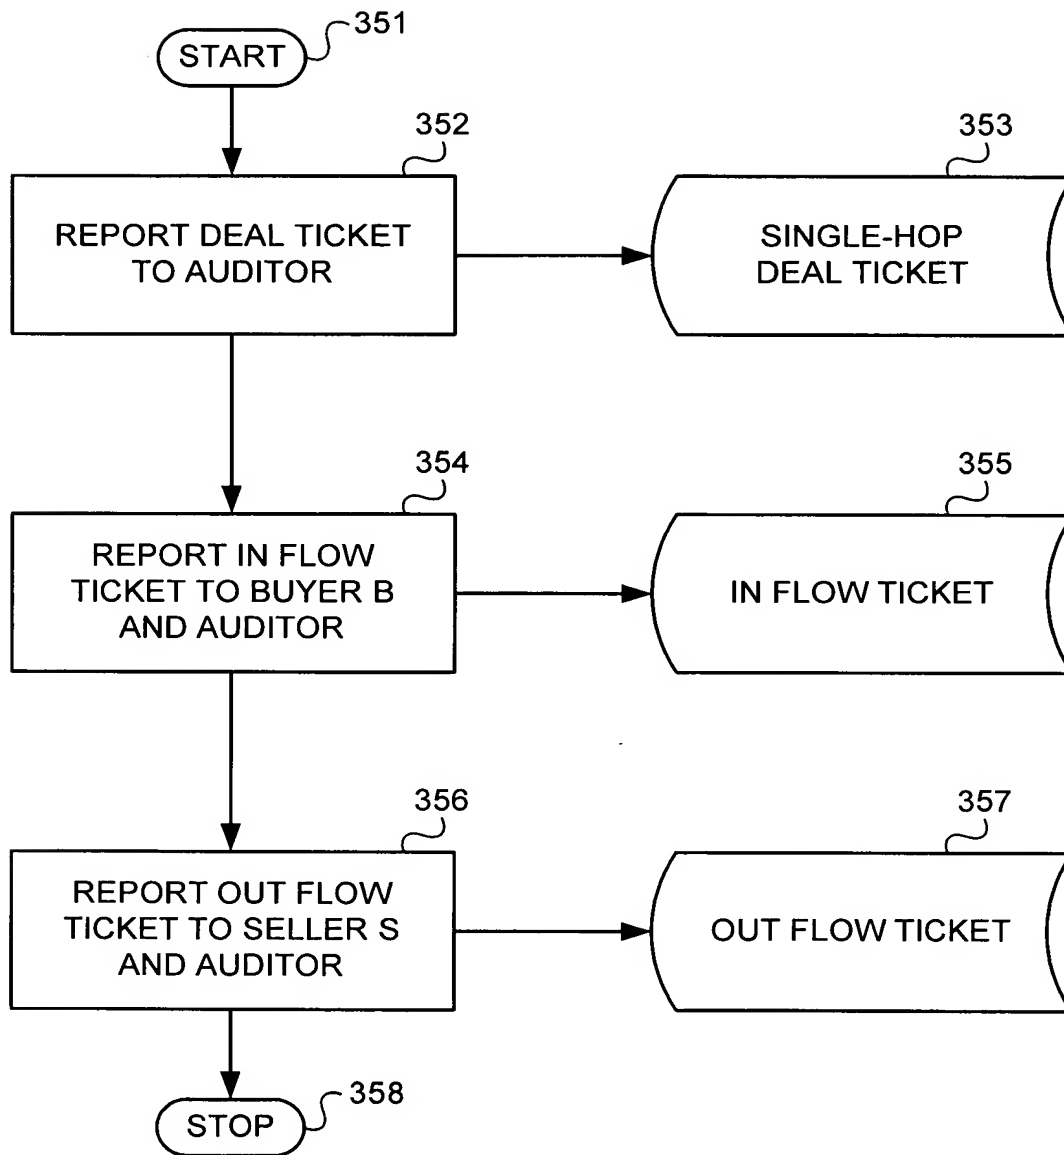 351
START
352
353
REPORT DEAL TICKET
TO AUDITOR
SINGLE-HOP
DEAL TICKET
354
355
REPORT IN FLOW
TICKET TO BUYER B
AND AUDITOR
IN FLOW TICKET
356
357
REPORT OUT FLOW
TICKET TO SELLER S
AND AUDITOR
OUT FLOW TICKET
358
STOP